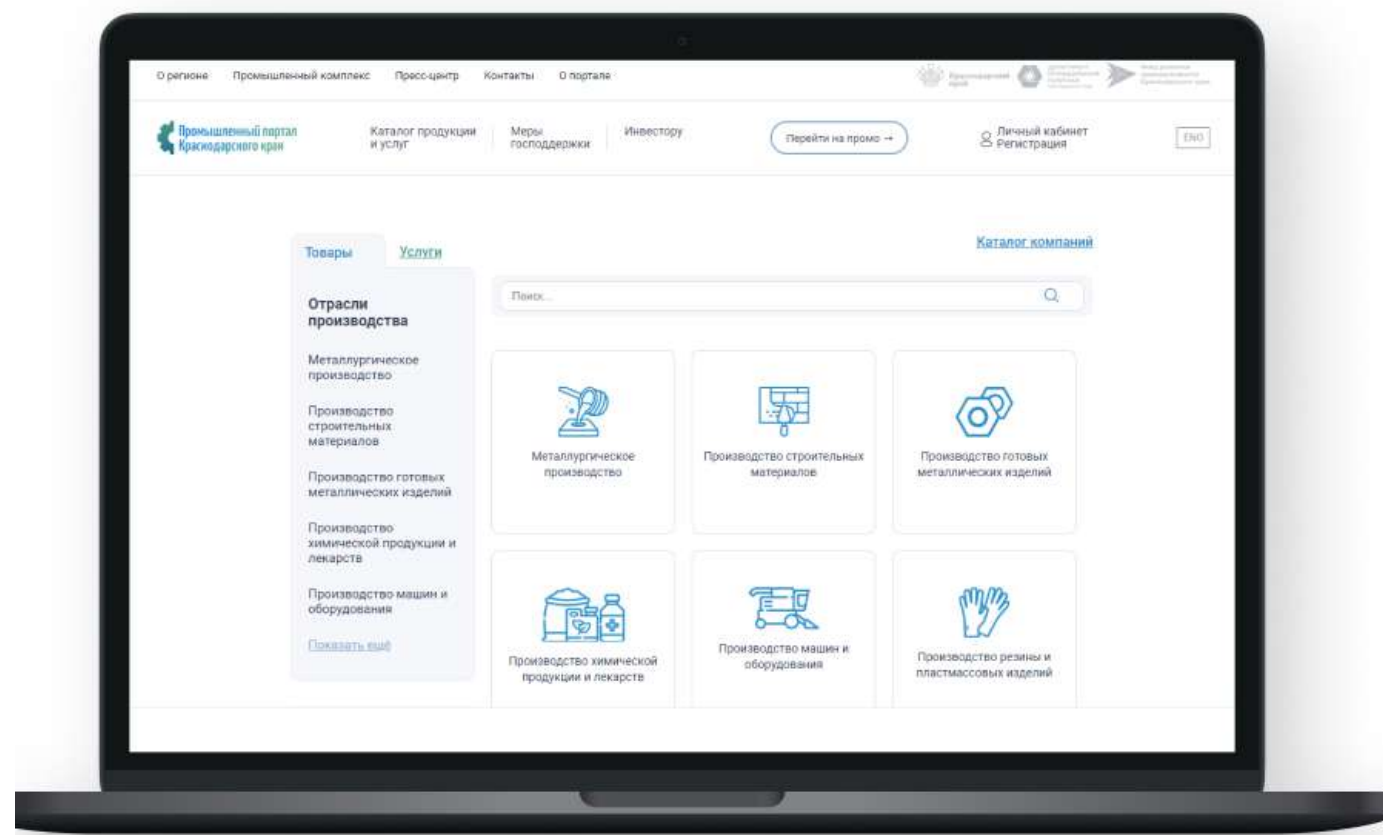 О регионе Промышленный комплекс Пресс-центр Контакты О портале
Краснодарский
край
Промышленный портал
Краснодарского края
Каталог продукции
и услуг
Меры
господдержки
Инвестору
Перейти на промо →
Личный кабинет
Регистрация
ENG
Товары
Услуги
Каталог компаний
Поиск...
Отрасли
производства
Металлургическое
производство
Производство
строительных
материалов
Производство готовых
металлических изделий
Производство
химической продукции и
лекарств
Производство машин и
оборудования
Показать ещё
Металлургическое
производство
Производство строительных
материалов
Производство готовых
металлических изделий
Производство химической
продукции и лекарств
Производство машин и
оборудования
Производство резины и
пластмассовых изделий